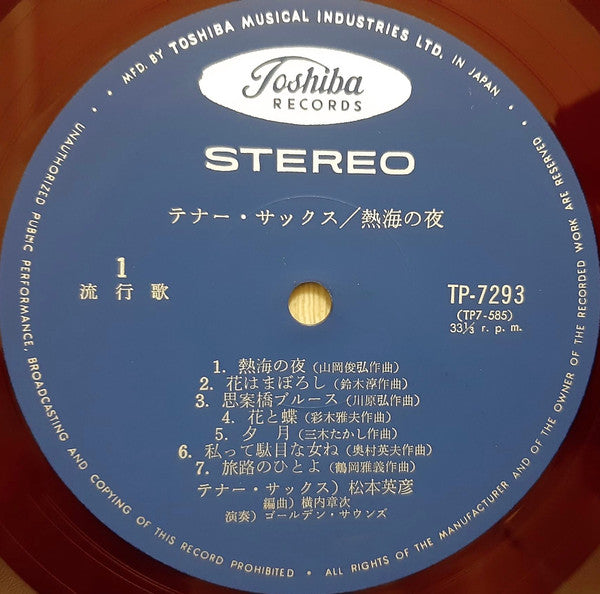 MFD. BY TOSHIBA MUSICAL INDUSTRIES LTD. IN JAPAN
Toshiba
RECORDS
STEREO
テナー・サックス／熱海の夜
1
流行歌
TP-7293
(TP7-585)
33⅓ r. p. m.
1. 熱海の夜 (山岡俊弘作曲)
2. 花はまぼろし (鈴木淳作曲)
3. 思案橋ブルース (川原弘作曲)
4. 花と蝶 (彩木雅夫作曲)
5. 夕月 (三木たかし作曲)
6. 私って駄目な女ね (奥村英夫作曲)
7. 旅路のひとよ (鶴岡雅義作曲)
テナー・サックス) 松本英彦
編曲) 横内章次
演奏) ゴールデン・サウンズ
UNAUTHORIZED PUBLIC PERFORMANCE, BROADCASTING AND COPYING OF THIS RECORD PROHIBITED • ALL RIGHTS OF THE MANUFACTURER AND OF THE OWNER OF THE RECORDED WORK ARE RESERVED